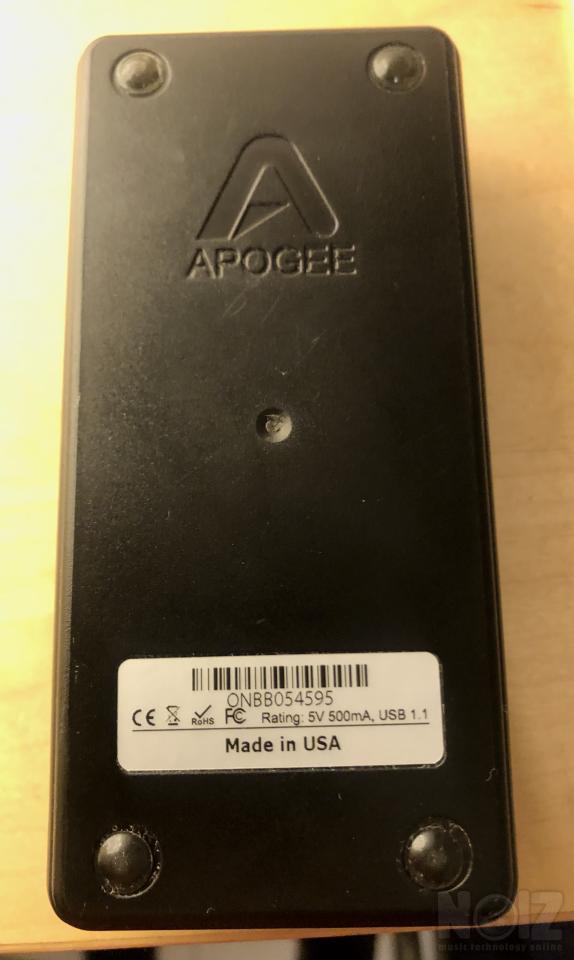 APOGEE
ONBB054595
CE RoHS FC Rating: 5V 500mA, USB 1.1
Made in USA
NOIZ
music technology online